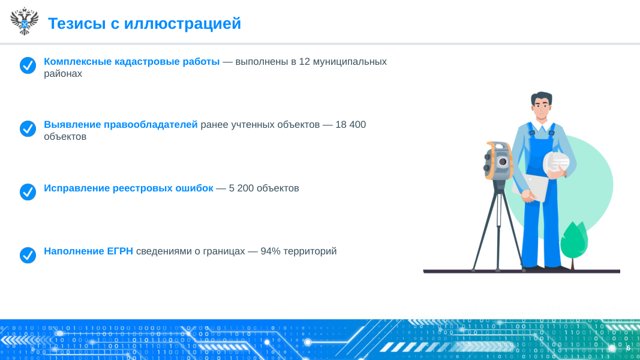 Тезисы с иллюстрацией
Комплексные кадастровые работы — выполнены в 12 муниципальных
районах
Выявление правообладателей ранее учтенных объектов — 18 400
объектов
Исправление реестровых ошибок — 5 200 объектов
Наполнение ЕГРН сведениями о границах — 94% территорий
6